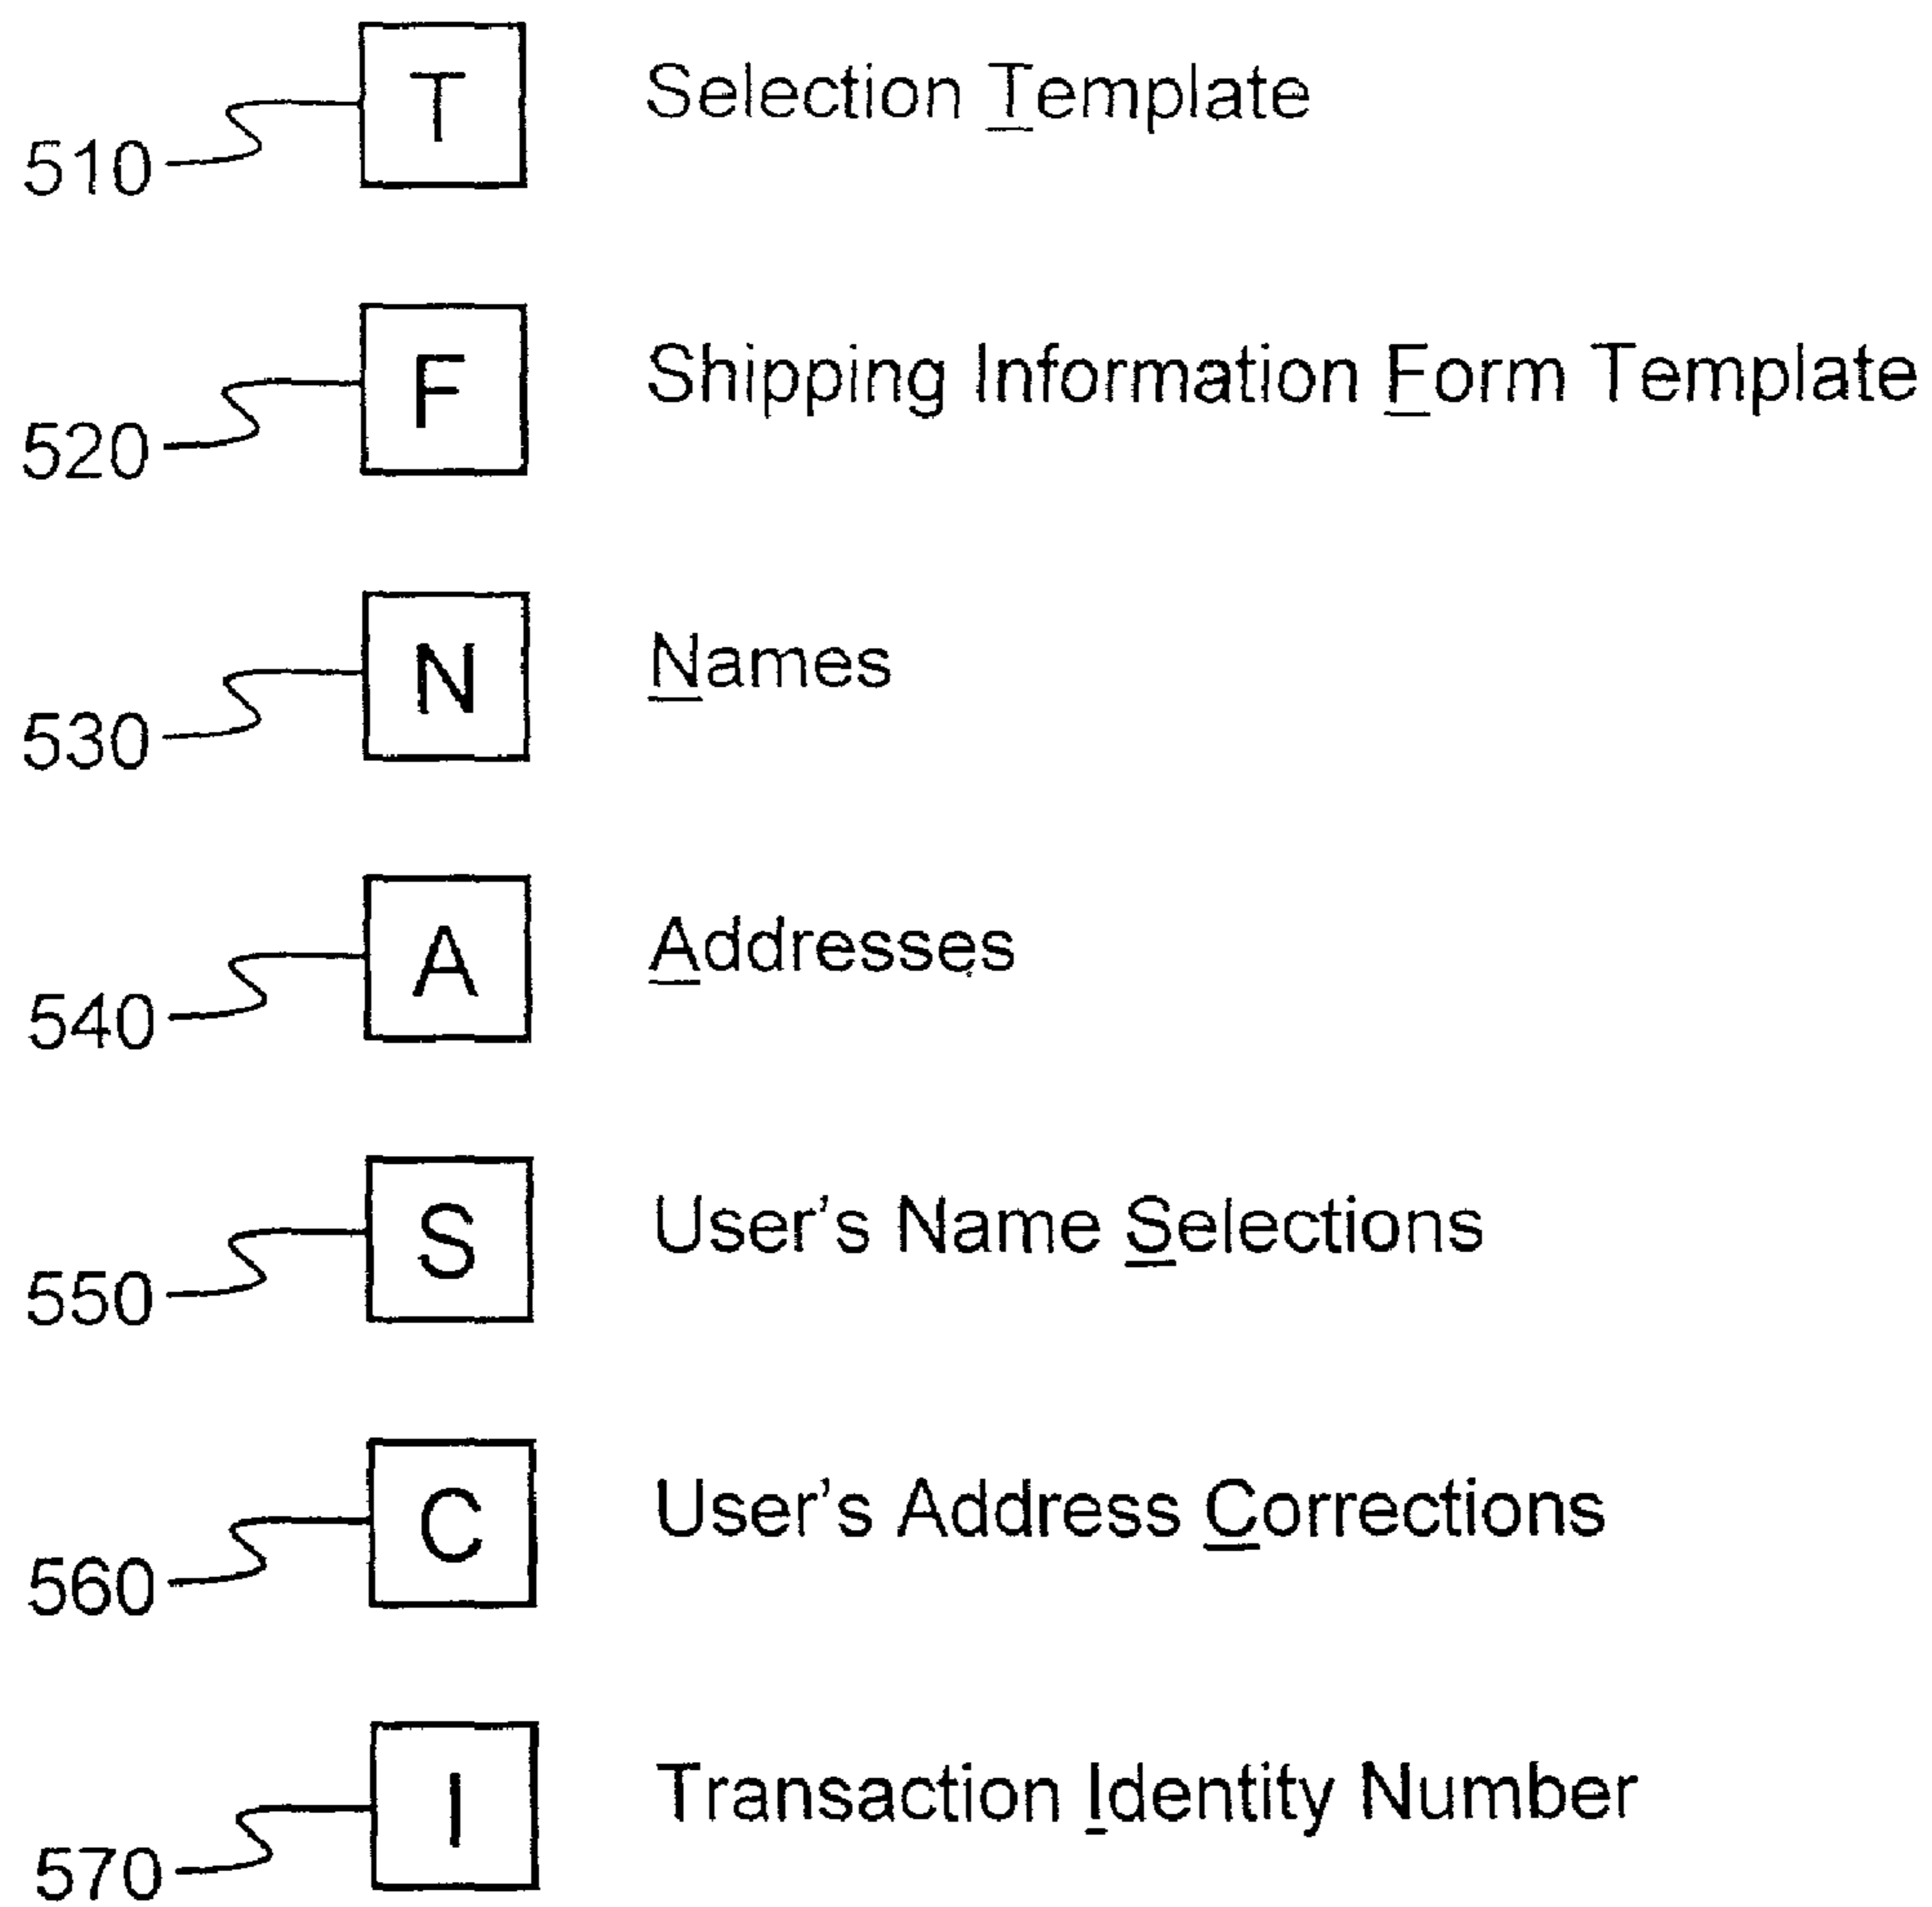 T Selection Template
510
F Shipping Information Form Template
520
N Names
530
A Addresses
540
S User's Name Selections
550
C User's Address Corrections
560
I Transaction Identity Number
570